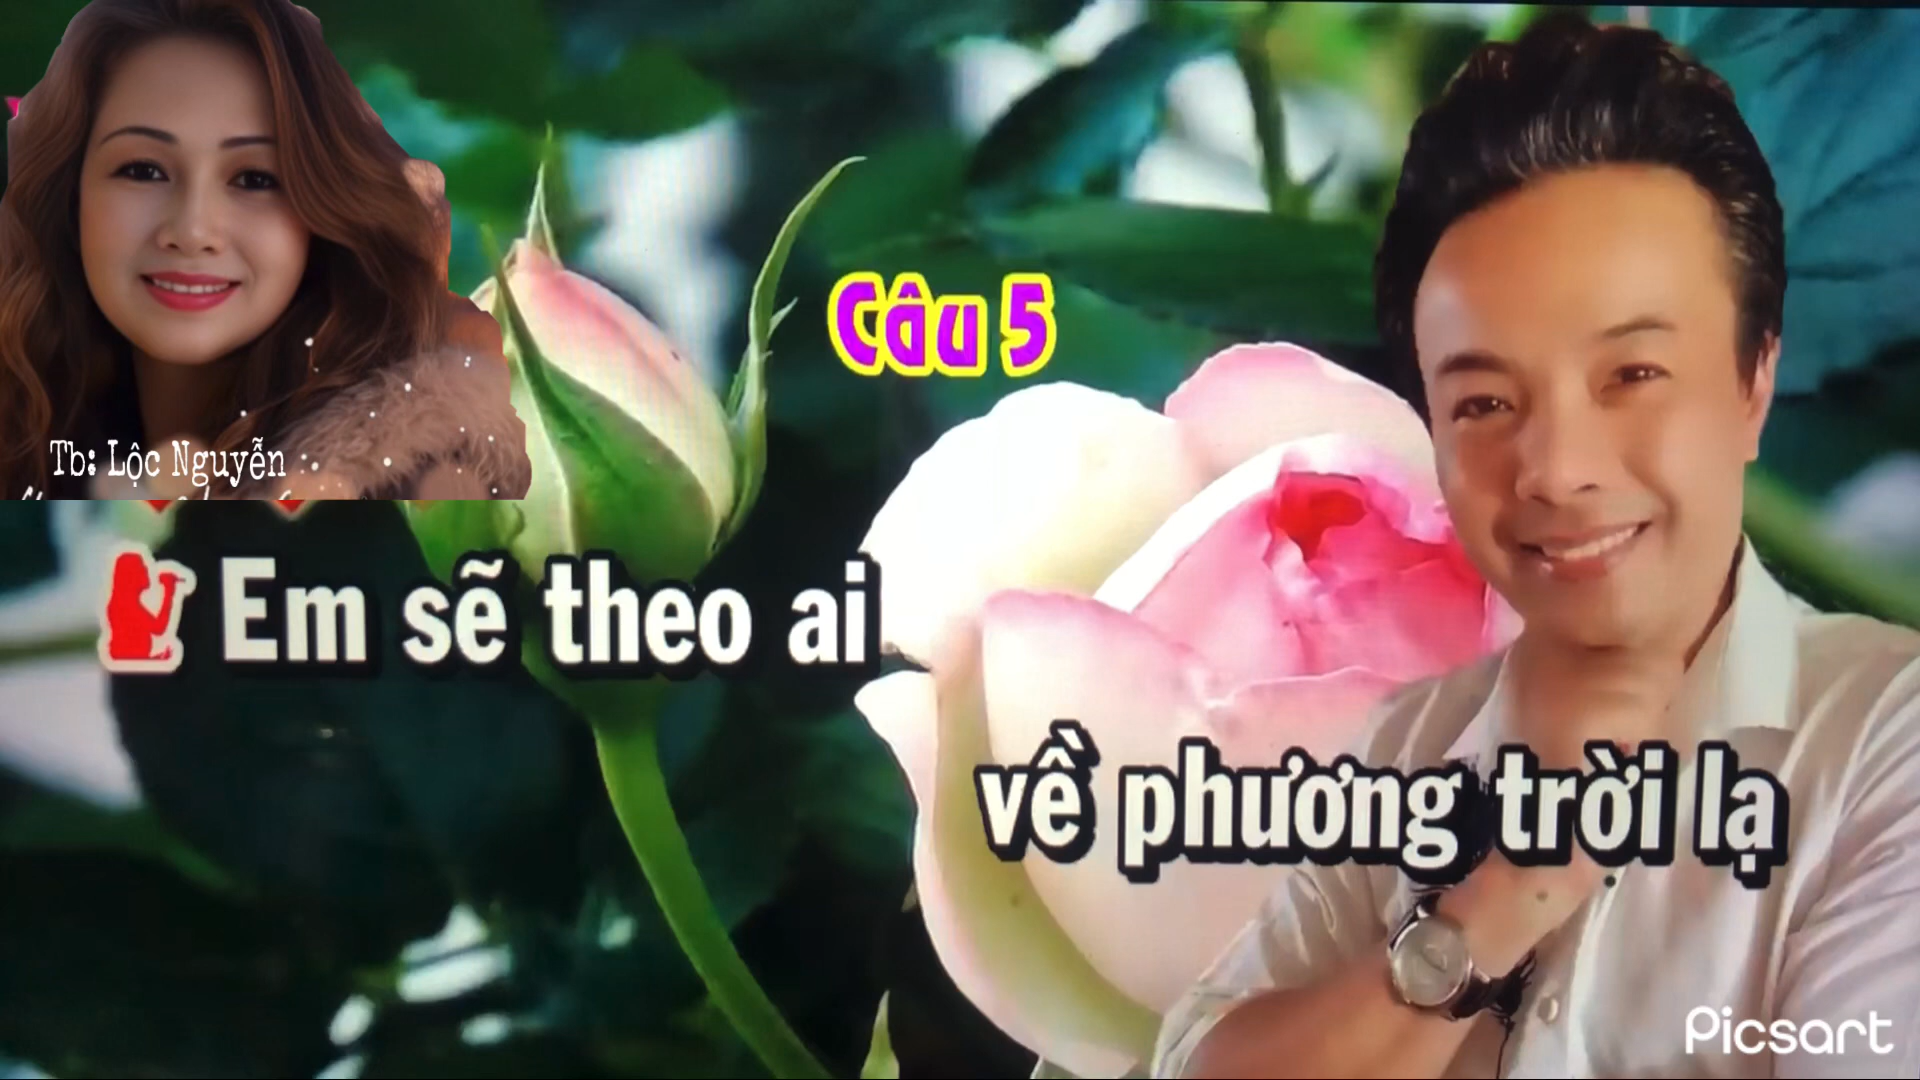 Câu 5
Tb: Lộc Nguyễn
Em sẽ theo ai
về phương trời lạ
Picsart